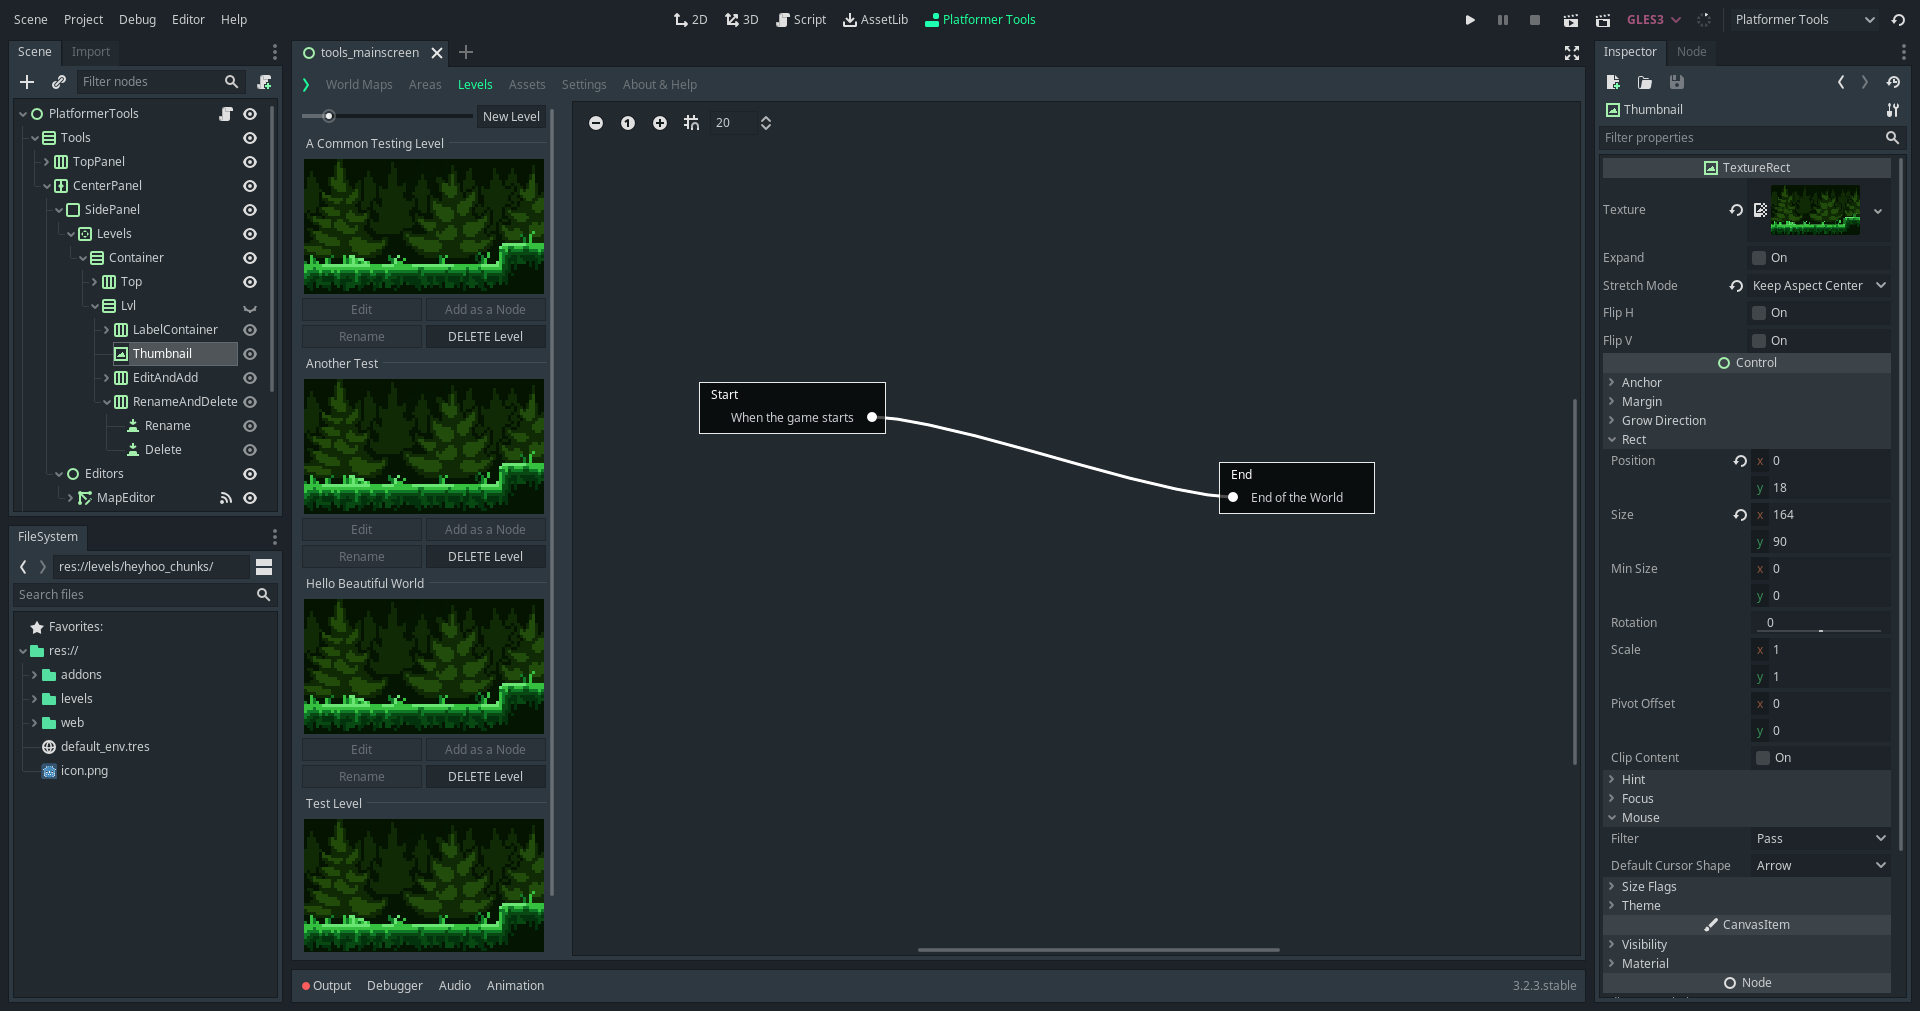 Scene Project Debug Editor Help
2D 3D Script AssetLib Platformer Tools
GLES3 Platformer Tools
Scene Import
Filter nodes
PlatformerTools
Tools
TopPanel
CenterPanel
SidePanel
Levels
Container
Top
Lvl
LabelContainer
Thumbnail
EditAndAdd
RenameAndDelete
Rename
Delete
Editors
MapEditor
FileSystem
res://levels/heyhoo_chunks/
Search files
Favorites:
res://
addons
levels
web
default_env.tres
icon.png
tools_mainscreen
World Maps Areas Levels Assets Settings About & Help
New Level
A Common Testing Level
Edit Add as a Node
Rename DELETE Level
Another Test
Edit Add as a Node
Rename DELETE Level
Hello Beautiful World
Edit Add as a Node
Rename DELETE Level
Test Level
1 20
Start
When the game starts
End
End of the World
Output Debugger Audio Animation 3.2.3.stable
Inspector Node
Thumbnail
Filter properties
TextureRect
Texture
Expand On
Stretch Mode Keep Aspect Center
Flip H On
Flip V On
Control
Anchor
Margin
Grow Direction
Rect
Position x 0
y 18
Size x 164
y 90
Min Size x 0
y 0
Rotation 0
Scale x 1
y 1
Pivot Offset x 0
y 0
Clip Content On
Hint
Focus
Mouse
Filter Pass
Default Cursor Shape Arrow
Size Flags
Theme
CanvasItem
Visibility
Material
Node